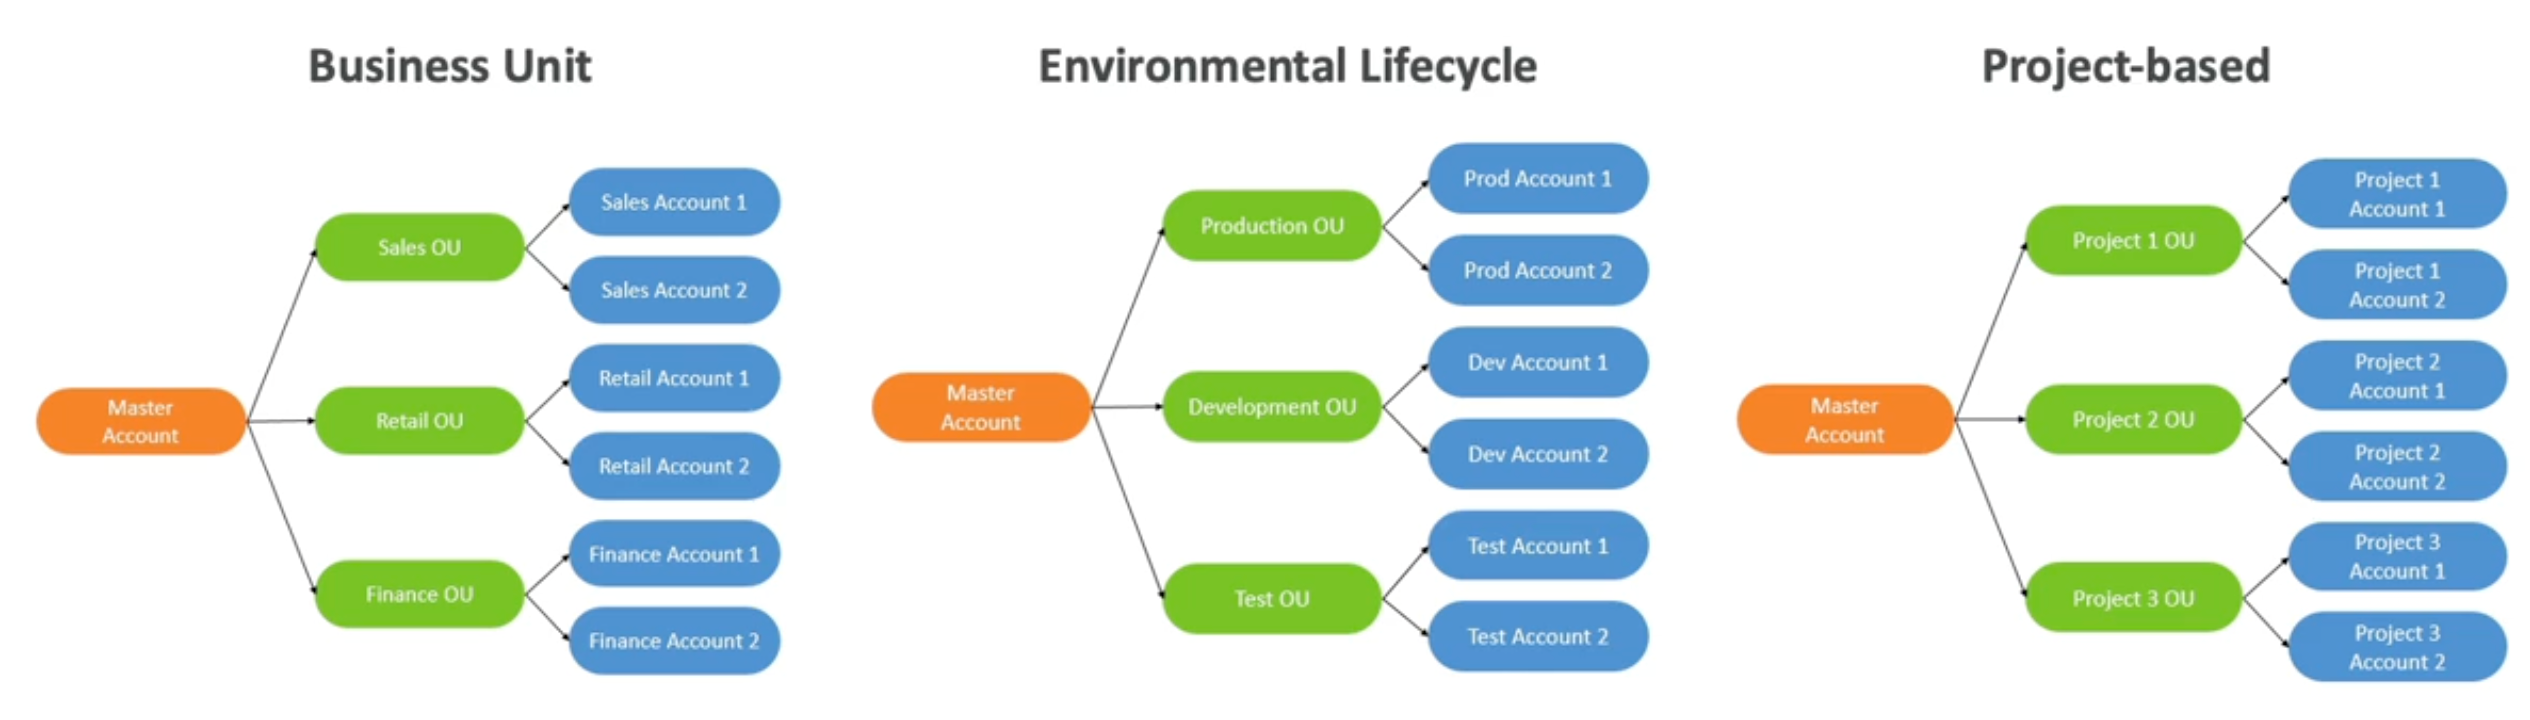 Business Unit
Master
Account
Sales OU
Retail OU
Finance OU
Sales Account 1
Sales Account 2
Retail Account 1
Retail Account 2
Finance Account 1
Finance Account 2
Environmental Lifecycle
Master
Account
Production OU
Development OU
Test OU
Prod Account 1
Prod Account 2
Dev Account 1
Dev Account 2
Test Account 1
Test Account 2
Project-based
Master
Account
Project 1 OU
Project 2 OU
Project 3 OU
Project 1
Account 1
Project 1
Account 2
Project 2
Account 1
Project 2
Account 2
Project 3
Account 1
Project 3
Account 2